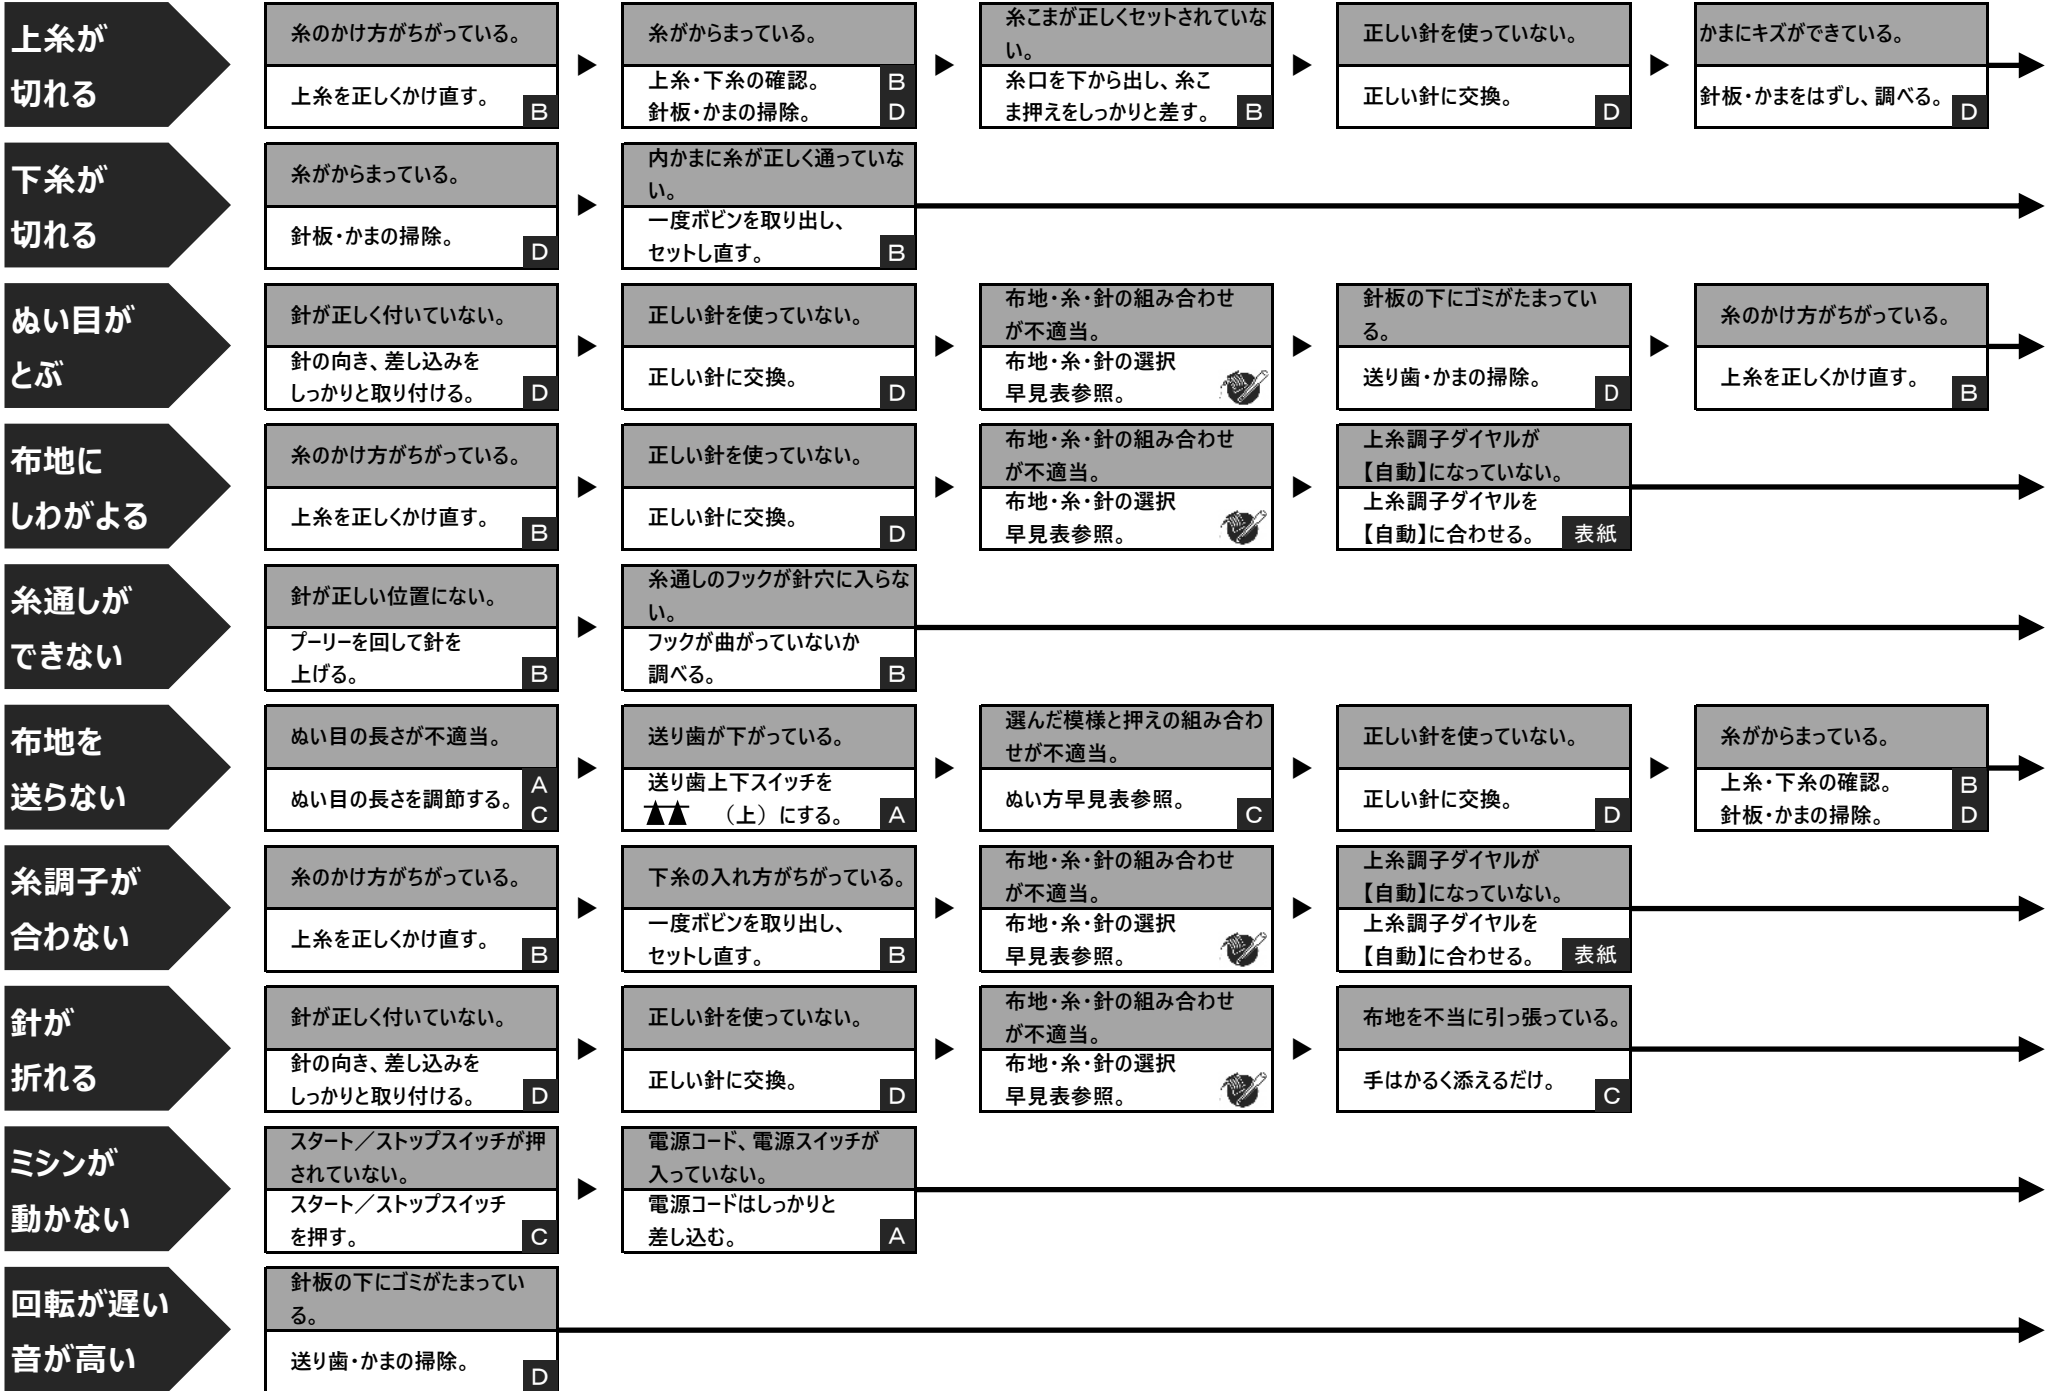 上糸が
切れる
糸のかけ方がちがっている。
上糸を正しくかけ直す。
B
糸がからまっている。
上糸・下糸の確認。
針板・かまの掃除。
B
D
糸こまが正しくセットされていな
い。
糸口を下から出し、糸こ
ま押えをしっかりと差す。
B
正しい針を使っていない。
正しい針に交換。
D
かまにキズができている。
針板・かまをはずし、調べる。
D
下糸が
切れる
糸がからまっている。
針板・かまの掃除。
D
内かまに糸が正しく通っていな
い。
一度ボビンを取り出し、
セットし直す。
B
ぬい目が
とぶ
針が正しく付いていない。
針の向き、差し込みを
しっかりと取り付ける。
D
正しい針を使っていない。
正しい針に交換。
D
布地・糸・針の組み合わせ
が不適当。
布地・糸・針の選択
早見表参照。
針板の下にゴミがたまってい
る。
送り歯・かまの掃除。
D
糸のかけ方がちがっている。
上糸を正しくかけ直す。
B
布地に
しわがよる
糸のかけ方がちがっている。
上糸を正しくかけ直す。
B
正しい針を使っていない。
正しい針に交換。
D
布地・糸・針の組み合わせ
が不適当。
布地・糸・針の選択
早見表参照。
上糸調子ダイヤルが
【自動】になっていない。
上糸調子ダイヤルを
【自動】に合わせる。
表紙
糸通しが
できない
針が正しい位置にない。
プーリーを回して針を
上げる。
B
糸通しのフックが針穴に入らな
い。
フックが曲がっていないか
調べる。
B
布地を
送らない
ぬい目の長さが不適当。
ぬい目の長さを調節する。
A
C
送り歯が下がっている。
送り歯上下スイッチを
（上）にする。
A
選んだ模様と押えの組み合わ
せが不適当。
ぬい方早見表参照。
C
正しい針を使っていない。
正しい針に交換。
D
糸がからまっている。
上糸・下糸の確認。
針板・かまの掃除。
B
D
糸調子が
合わない
糸のかけ方がちがっている。
上糸を正しくかけ直す。
B
下糸の入れ方がちがっている。
一度ボビンを取り出し、
セットし直す。
B
布地・糸・針の組み合わせ
が不適当。
布地・糸・針の選択
早見表参照。
上糸調子ダイヤルが
【自動】になっていない。
上糸調子ダイヤルを
【自動】に合わせる。
表紙
針が
折れる
針が正しく付いていない。
針の向き、差し込みを
しっかりと取り付ける。
D
正しい針を使っていない。
正しい針に交換。
D
布地・糸・針の組み合わせ
が不適当。
布地・糸・針の選択
早見表参照。
布地を不当に引っ張っている。
手はかるく添えるだけ。
C
ミシンが
動かない
スタート／ストップスイッチが押
されていない。
スタート／ストップスイッチ
を押す。
C
電源コード、電源スイッチが
入っていない。
電源コードはしっかりと
差し込む。
A
回転が遅い
音が高い
針板の下にゴミがたまってい
る。
送り歯・かまの掃除。
D